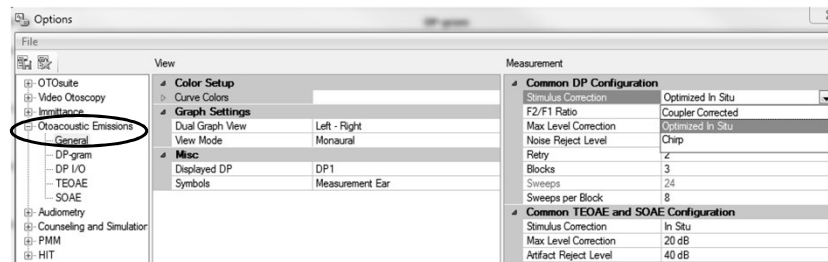 Options
DP-gram
File
View
Measurement
OTOsuite
Video Otoscopy
Immittance
Otoacoustic Emissions
General
DP-gram
DP I/O
TEOAE
SOAE
Audiometry
Counseling and Simulation
PMM
HIT
Color Setup
Curve Colors
Graph Settings
Dual Graph View Left - Right
View Mode Monaural
Misc
Displayed DP DP1
Symbols Measurement Ear
Common DP Configuration
Stimulus Correction Optimized In Situ
F2/F1 Ratio Coupler Corrected
Max Level Correction Optimized In Situ
Noise Reject Level Chirp
Retry 2
Blocks 3
Sweeps 24
Sweeps per Block 8
Common TEOAE and SOAE Configuration
Stimulus Correction In Situ
Max Level Correction 20 dB
Artifact Reject Level 40 dB